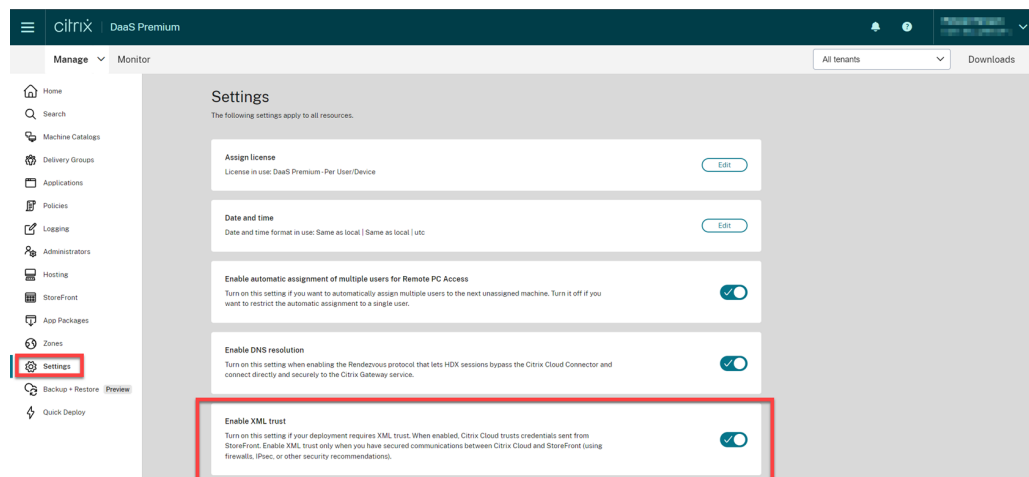 citrix | DaaS Premium
Manage Monitor
All tenants
Downloads
Home
Search
Machine Catalogs
Delivery Groups
Applications
Policies
Logging
Administrators
Hosting
StoreFront
App Packages
Zones
Settings
Backup + Restore Preview
Quick Deploy
Settings
The following settings apply to all resources.
Assign license
License in use: DaaS Premium - Per User/Device
Edit
Date and time
Date and time format in use: Same as local | Same as local | utc
Edit
Enable automatic assignment of multiple users for Remote PC Access
Turn on this setting if you want to automatically assign multiple users to the next unassigned machine. Turn it off if you
want to restrict the automatic assignment to a single user.
Enable DNS resolution
Turn on this setting when enabling the Rendezvous protocol that lets HDX sessions bypass the Citrix Cloud Connector and
connect directly and securely to the Citrix Gateway service.
Enable XML trust
Turn on this setting if your deployment requires XML trust. When enabled, Citrix Cloud trusts credentials sent from
StoreFront. Enable XML trust only when you have secured communications between Citrix Cloud and StoreFront (using
firewalls, IPsec, or other security recommendations).